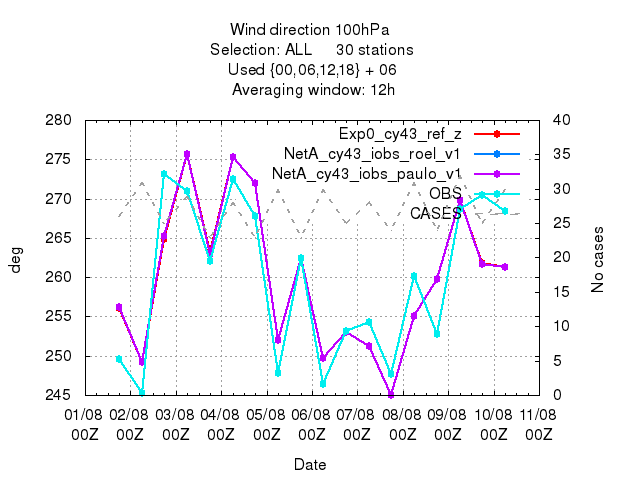 Wind direction 100hPa
Selection: ALL 30 stations
Used {00,06,12,18} + 06
Averaging window: 12h
280 40
Exp0_cy43_ref_z
275 35
NetA_cy43_iobs_roel_v1
NetA_cy43_iobs_paulo_v1
270 30
OBS
CASES
265 25
260 20
255 15
250 10
5
245 0
deg
No cases
01/08 02/08 03/08 04/08 05/08 06/08 07/08 08/08 09/08 10/08 11/08
00Z 00Z 00Z 00Z 00Z 00Z 00Z 00Z 00Z 00Z 00Z
Date